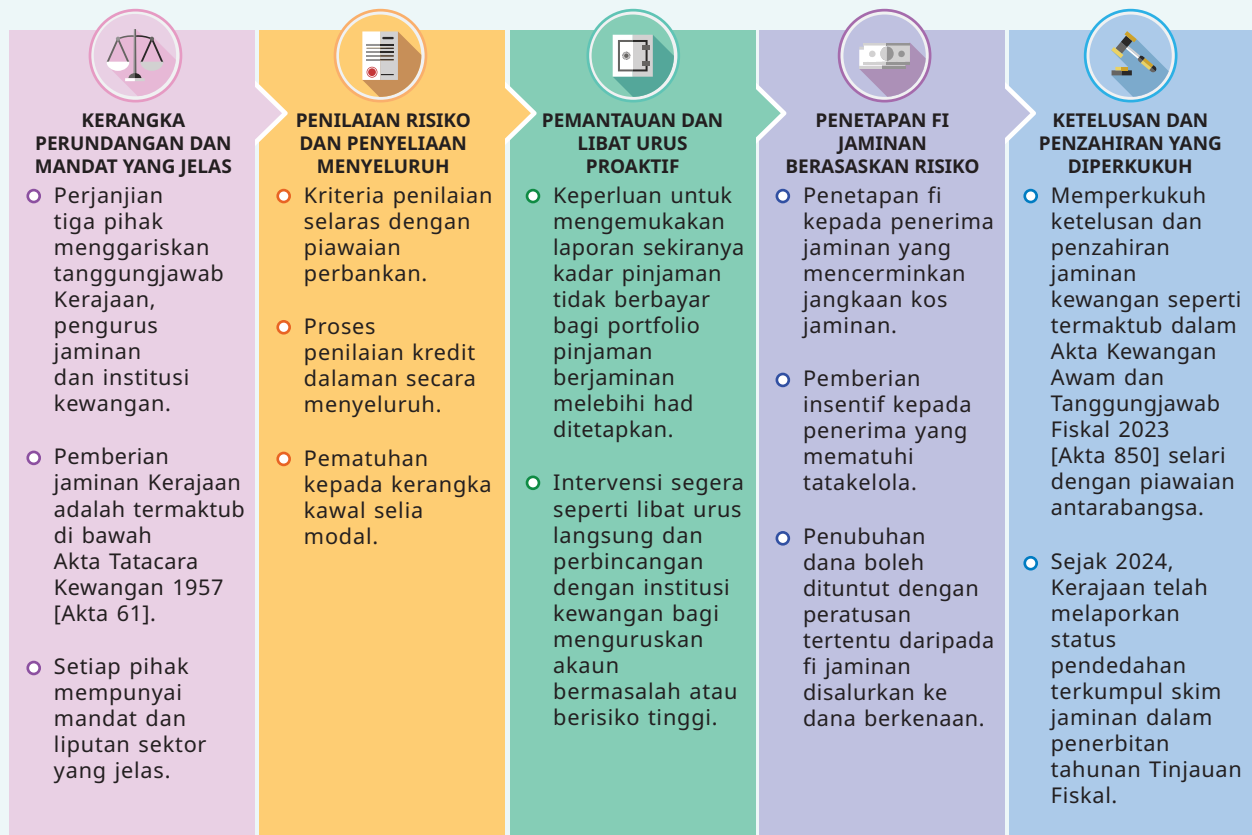 KERANGKA
PERUNDANGAN DAN
MANDAT YANG JELAS
Perjanjian
tiga pihak
menggariskan
tanggungjawab
Kerajaan,
pengurus
jaminan
dan institusi
kewangan.
Pemberian
jaminan Kerajaan
adalah termaktub
di bawah
Akta Tatacara
Kewangan 1957
[Akta 61].
Setiap pihak
mempunyai
mandat dan
liputan sektor
yang jelas.
PENILAIAN RISIKO
DAN PENYELIAAN
MENYELURUH
Kriteria penilaian
selaras dengan
piawaian
perbankan.
Proses
penilaian kredit
dalaman secara
menyeluruh.
Pematuhan
kepada kerangka
kawal selia
modal.
PEMANTAUAN DAN
LIBAT URUS
PROAKTIF
Keperluan untuk
mengemukakan
laporan sekiranya
kadar pinjaman
tidak berbayar
bagi portfolio
pinjaman
berjaminan
melebihi had
ditetapkan.
Intervensi segera
seperti libat urus
langsung dan
perbincangan
dengan institusi
kewangan bagi
menguruskan
akaun
bermasalah atau
berisiko tinggi.
PENETAPAN FI
JAMINAN
BERASASKAN RISIKO
Penetapan fi
kepada penerima
jaminan yang
mencerminkan
jangkaan kos
jaminan.
Pemberian
insentif kepada
penerima yang
mematuhi
tatakelola.
Penubuhan
dana boleh
dituntut dengan
peratusan
tertentu daripada
fi jaminan
disalurkan ke
dana berkenaan.
KETELUSAN DAN
PENZAHIRAN YANG
DIPERKUKUH
Memperkukuh
ketelusan dan
penzahiran
jaminan
kewangan seperti
termaktub dalam
Akta Kewangan
Awam dan
Tanggungjawab
Fiskal 2023
[Akta 850] selari
dengan piawaian
antarabangsa.
Sejak 2024,
Kerajaan telah
melaporkan
status
pendedahan
terkumpul skim
jaminan dalam
penerbitan
tahunan Tinjauan
Fiskal.